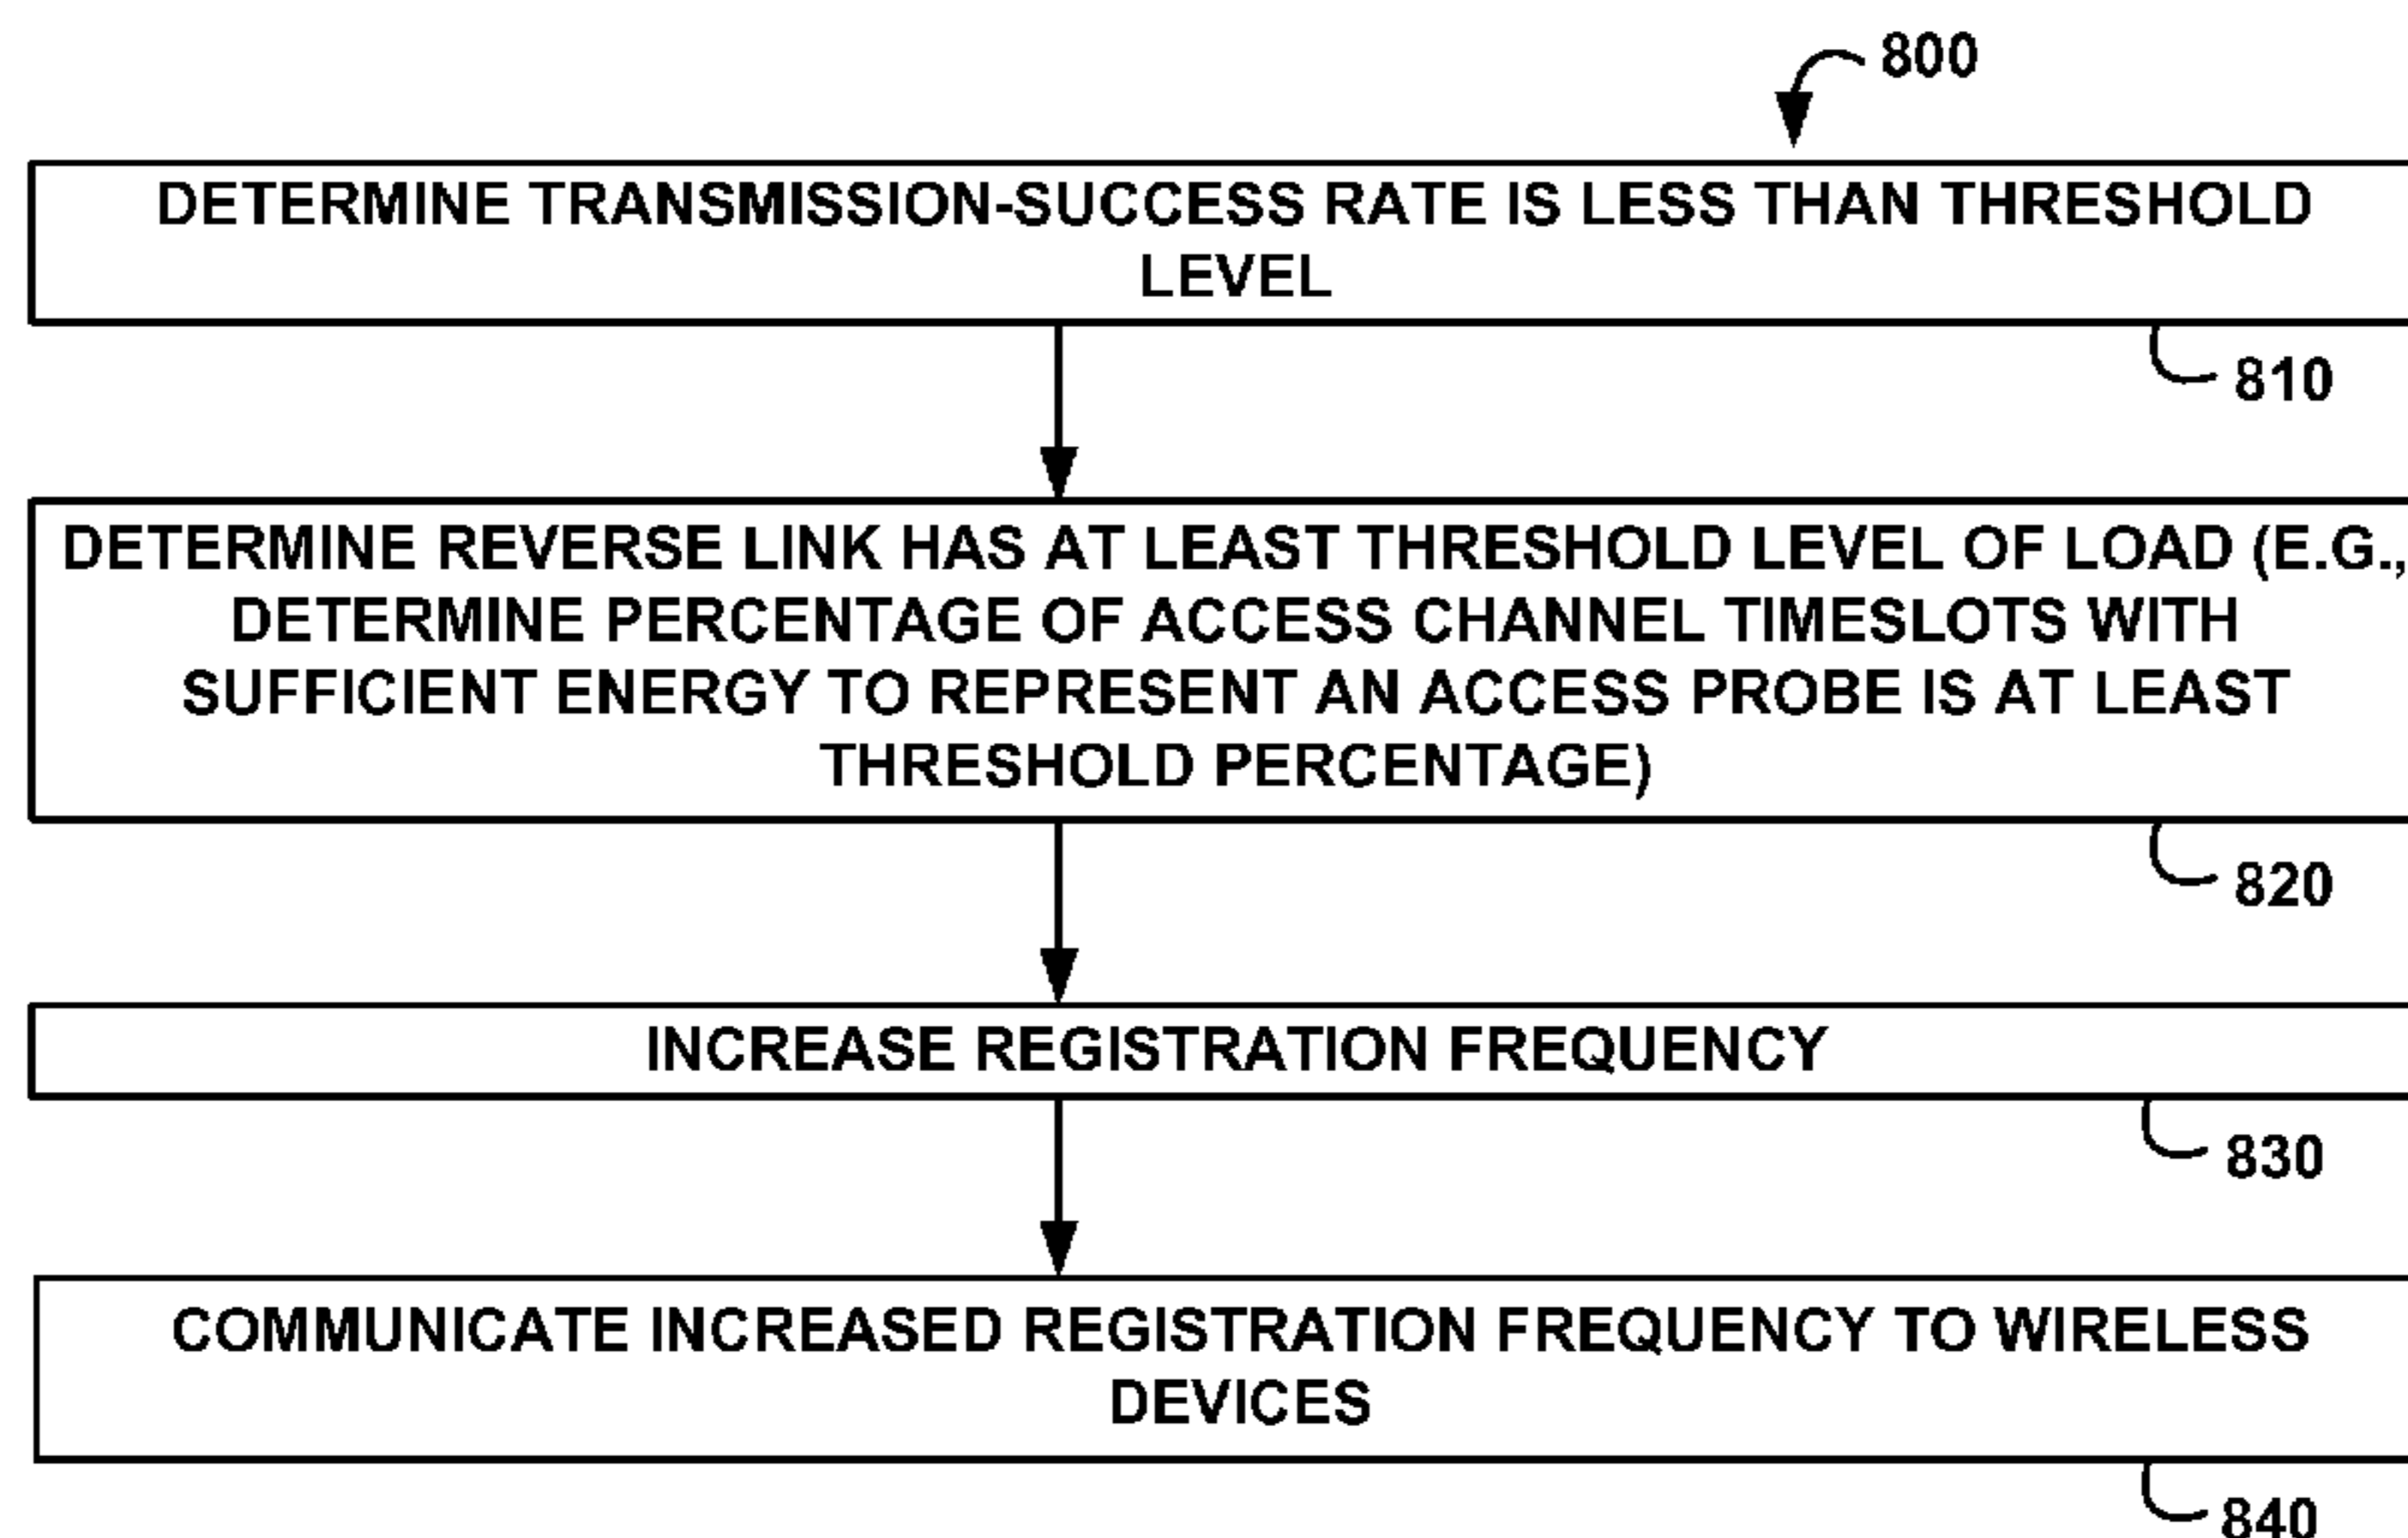 800
DETERMINE TRANSMISSION-SUCCESS RATE IS LESS THAN THRESHOLD
LEVEL
810
DETERMINE REVERSE LINK HAS AT LEAST THRESHOLD LEVEL OF LOAD (E.G.,
DETERMINE PERCENTAGE OF ACCESS CHANNEL TIMESLOTS WITH
SUFFICIENT ENERGY TO REPRESENT AN ACCESS PROBE IS AT LEAST
THRESHOLD PERCENTAGE)
820
INCREASE REGISTRATION FREQUENCY
830
COMMUNICATE INCREASED REGISTRATION FREQUENCY TO WIRELESS
DEVICES
840